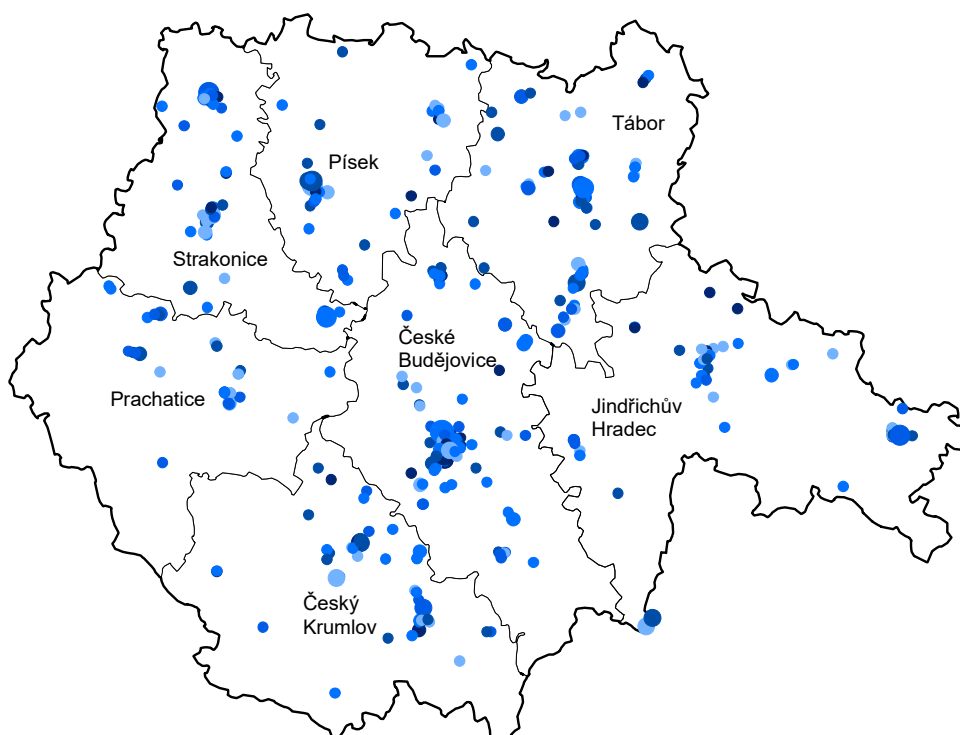 Tábor
Písek
Strakonice
České
Budějovice
Prachatice
Jindřichův
Hradec
Český
Krumlov